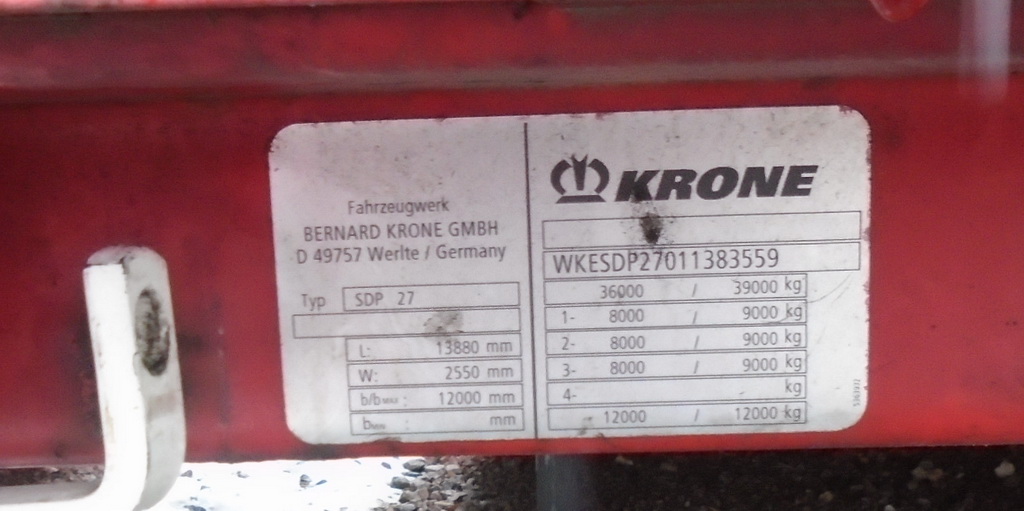 Fahrzeugwerk
BERNARD KRONE GMBH
D 49757 Werlte / Germany
Typ SDP 27
L: 13880 mm
W: 2550 mm
b/bmax: 12000 mm
bmin : mm
KRONE
WKESDP27011383559
36000 / 39000 kg
1- 8000 / 9000 kg
2- 8000 / 9000 kg
3- 8000 / 9000 kg
4- kg
12000 / 12000 kg